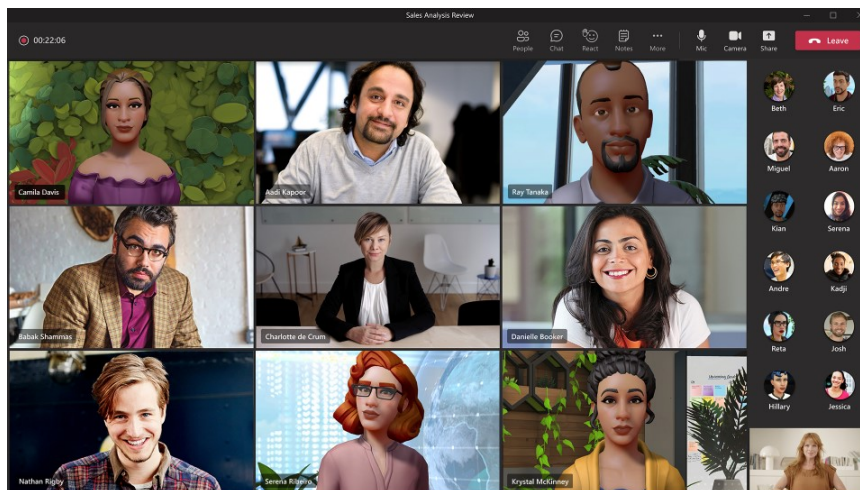 Sales Analysis Review
00:22:06
People
Chat
React
Notes
More
Mic
Camera
Share
Leave
Camila Davis
Aadi Kapoor
Ray Tanaka
Babak Shammas
Charlotte de Crum
Danielle Booker
Nathan Rigby
Serena Ribeiro
Krystal McKinney
Beth
Eric
Miguel
Aaron
Kian
Serena
Andre
Kadji
Reta
Josh
Hillary
Jessica